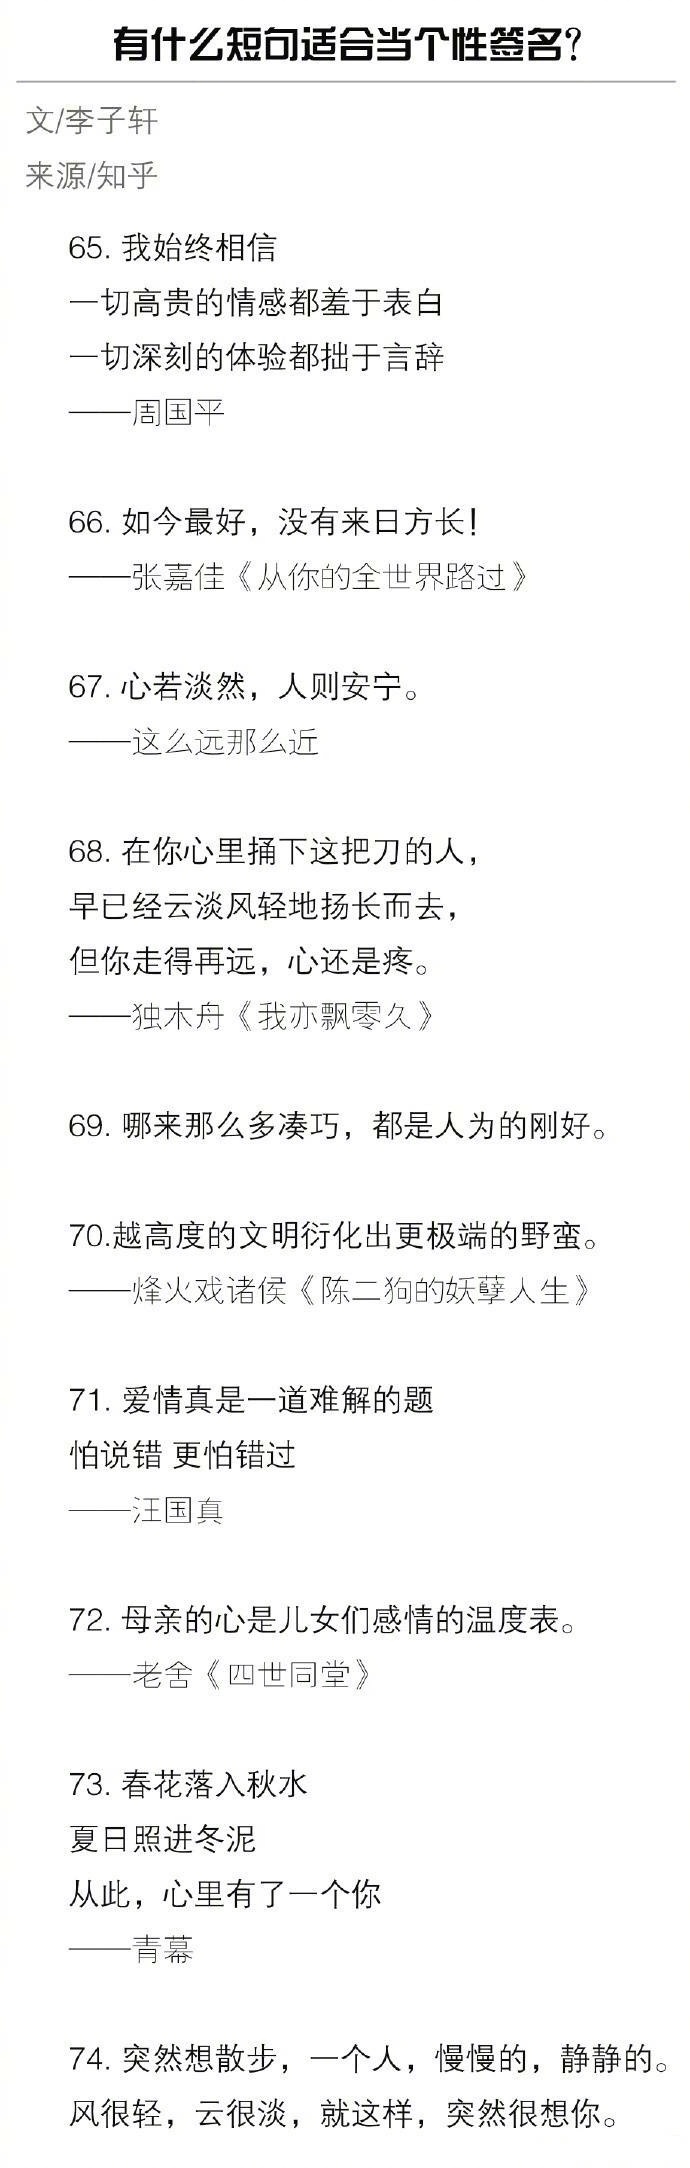 有什么短句适合当个性签名?
文/李子轩
来源/知乎
65. 我始终相信
一切高贵的情感都羞于表白
一切深刻的体验都拙于言辞
——周国平
66. 如今最好，没有来日方长！
——张嘉佳《从你的全世界路过》
67. 心若淡然，人则安宁。
——这么远那么近
68. 在你心里捅下这把刀的人，
早已经云淡风轻地扬长而去，
但你走得再远，心还是疼。
——独木舟《我亦飘零久》
69. 哪来那么多凑巧，都是人为的刚好。
70.越高度的文明衍化出更极端的野蛮。
——烽火戏诸侯《陈二狗的妖孽人生》
71. 爱情真是一道难解的题
怕说错 更怕错过
——汪国真
72. 母亲的心是儿女们感情的温度表。
——老舍《四世同堂》
73. 春花落入秋水
夏日照进冬泥
从此，心里有了一个你
——青幕
74. 突然想散步，一个人，慢慢的，静静的。
风很轻，云很淡，就这样，突然很想你。